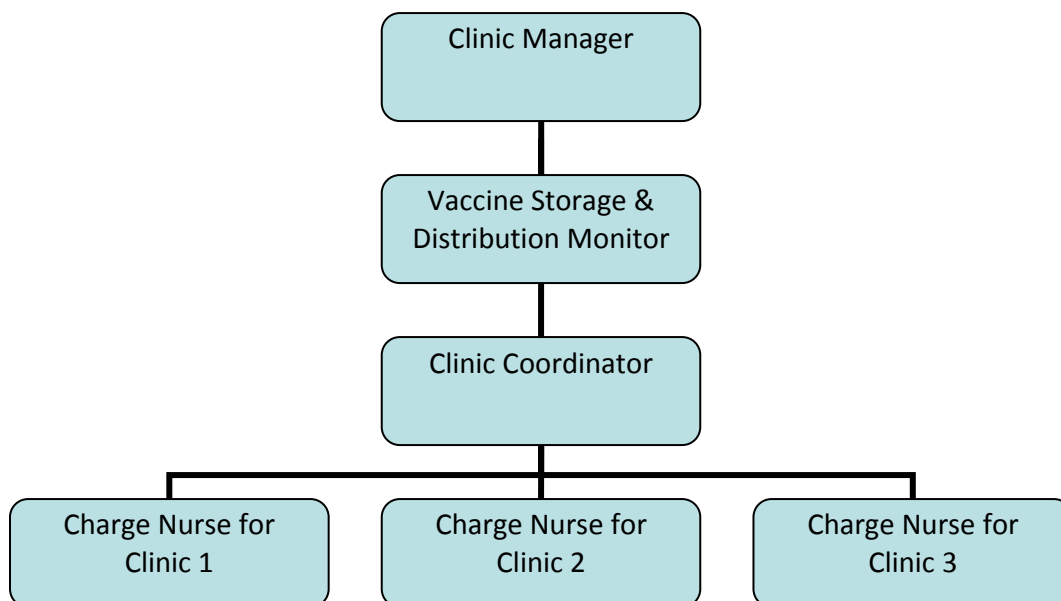 Clinic Manager
Vaccine Storage &
Distribution Monitor
Clinic Coordinator
Charge Nurse for
Clinic 1
Charge Nurse for
Clinic 2
Charge Nurse for
Clinic 3